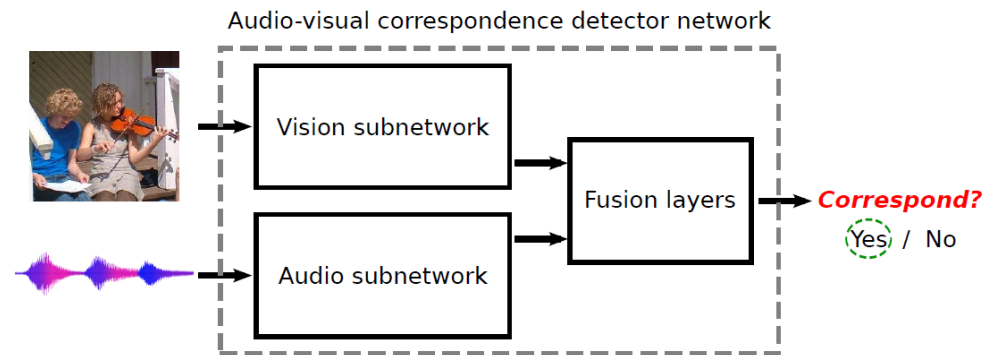 Audio-visual correspondence detector network
Vision subnetwork
Audio subnetwork
Fusion layers
Correspond?
Yes / No